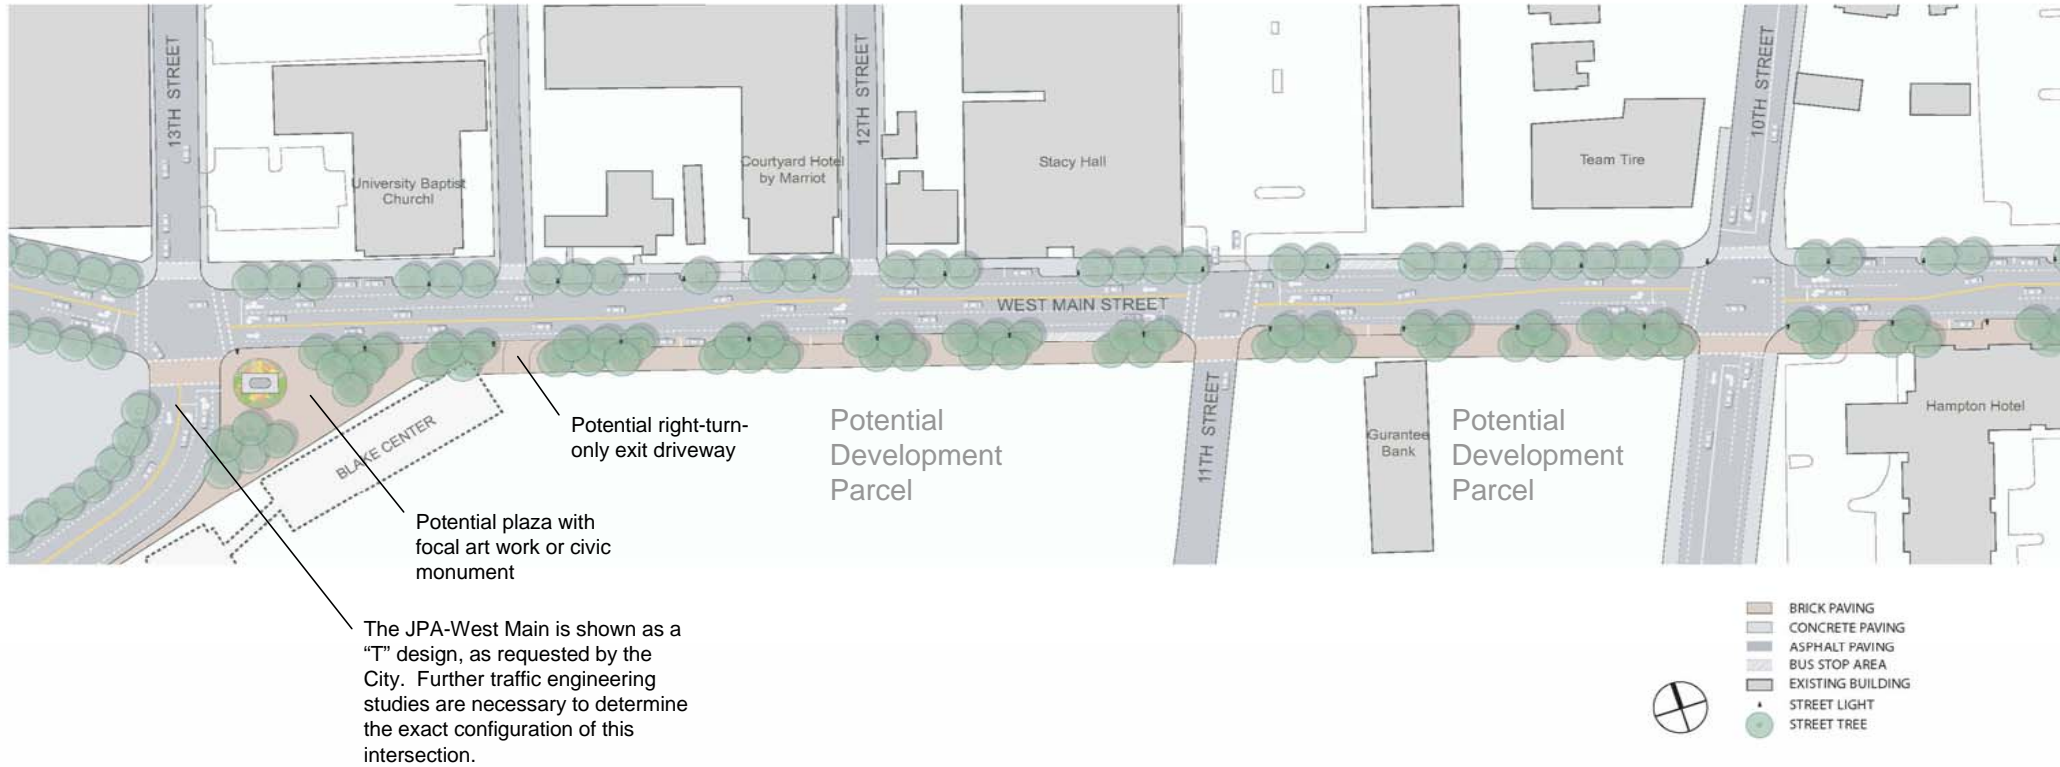 13TH STREET
12TH STREET
10TH STREET
University Baptist
Churchl
Courtyard Hotel
by Marriot
Stacy Hall
Team Tire
WEST MAIN STREET
11TH STREET
BLAKE CENTER
Potential right-turn-
only exit driveway
Potential
Development
Parcel
Gurantee
Bank
Potential
Development
Parcel
Hampton Hotel
Potential plaza with
focal art work or civic
monument
The JPA-West Main is shown as a
“T” design, as requested by the
City. Further traffic engineering
studies are necessary to determine
the exact configuration of this
intersection.
BRICK PAVING
CONCRETE PAVING
ASPHALT PAVING
BUS STOP AREA
EXISTING BUILDING
STREET LIGHT
STREET TREE